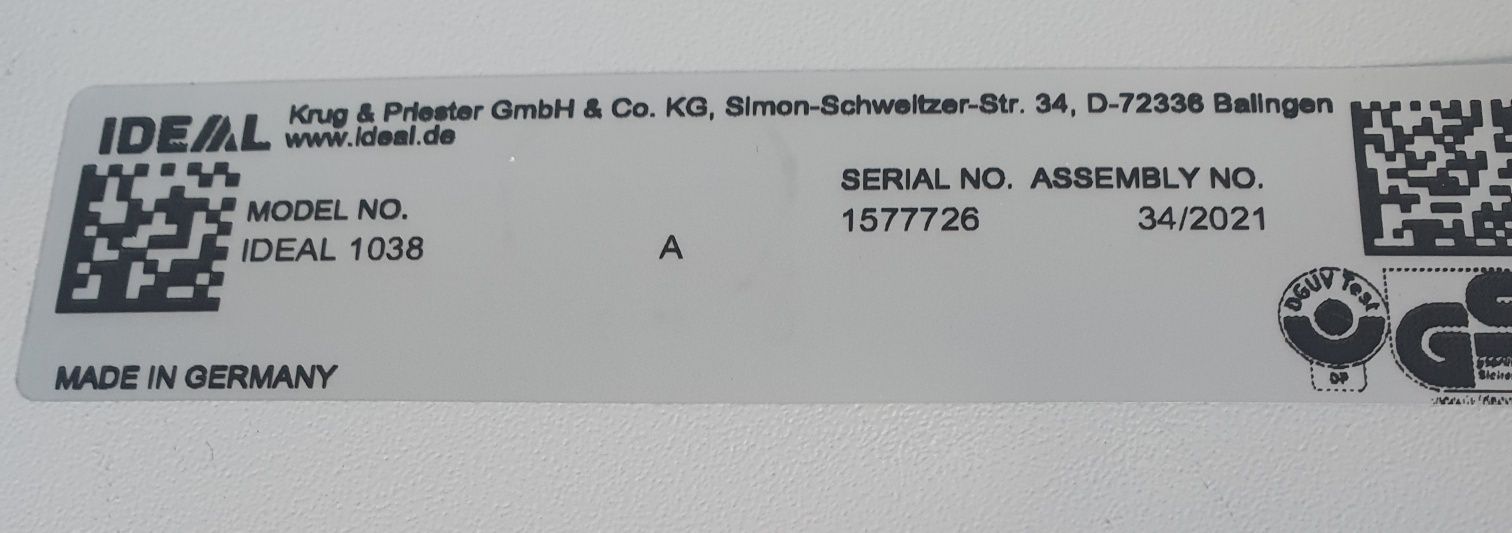 IDEAL Krug & Priester GmbH & Co. KG, Simon-Schweitzer-Str. 34, D-72336 Balingen
www.ideal.de
SERIAL NO. ASSEMBLY NO.
MODEL NO.
1577726 34/2021
IDEAL 1038 A
DGUV Test
DP
GS
MADE IN GERMANY